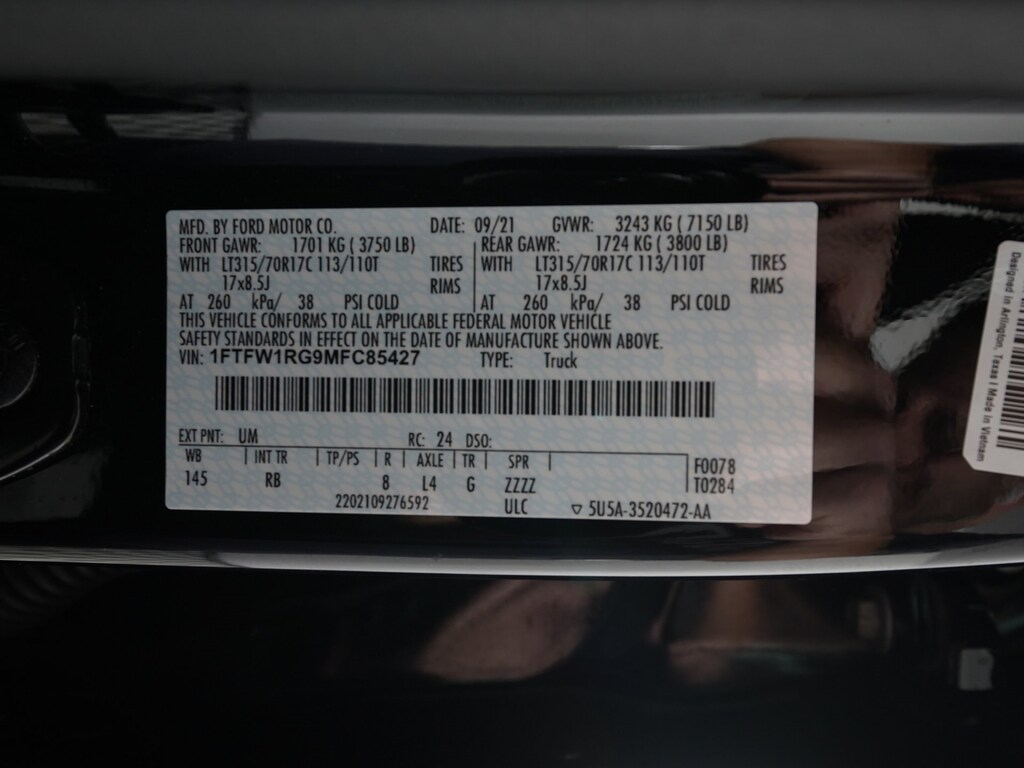 MFD. BY FORD MOTOR CO. DATE: 09/21 GVWR: 3243 KG ( 7150 LB)
FRONT GAWR: 1701 KG ( 3750 LB) REAR GAWR: 1724 KG ( 3800 LB)
WITH LT315/70R17C 113/110T TIRES WITH LT315/70R17C 113/110T TIRES
17x8.5J RIMS 17x8.5J RIMS
AT 260 kPa/ 38 PSI COLD AT 260 kPa/ 38 PSI COLD
THIS VEHICLE CONFORMS TO ALL APPLICABLE FEDERAL MOTOR VEHICLE
SAFETY STANDARDS IN EFFECT ON THE DATE OF MANUFACTURE SHOWN ABOVE.
VIN: 1FTFW1RG9MFC85427 TYPE: Truck
EXT PNT: UM RC: 24 DSO:
WB INT TR TP/PS R AXLE TR SPR F0078
145 RB 8 L4 G ZZZZ T0284
2202109276592 ULC ▽ 5U5A-3520472-AA
Designed in Arlington, Texas | Made in Vietnam